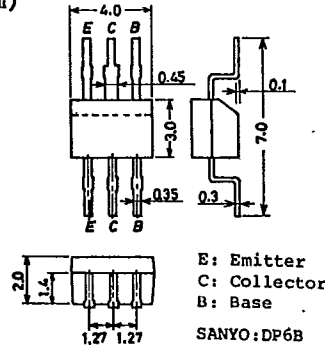 4.0
E C B
0.45
0.1
3.0
7.0
0.35
0.3
E C B
2.0
1.4
1.27 1.27
E: Emitter
C: Collector
B: Base
SANYO:DP6B